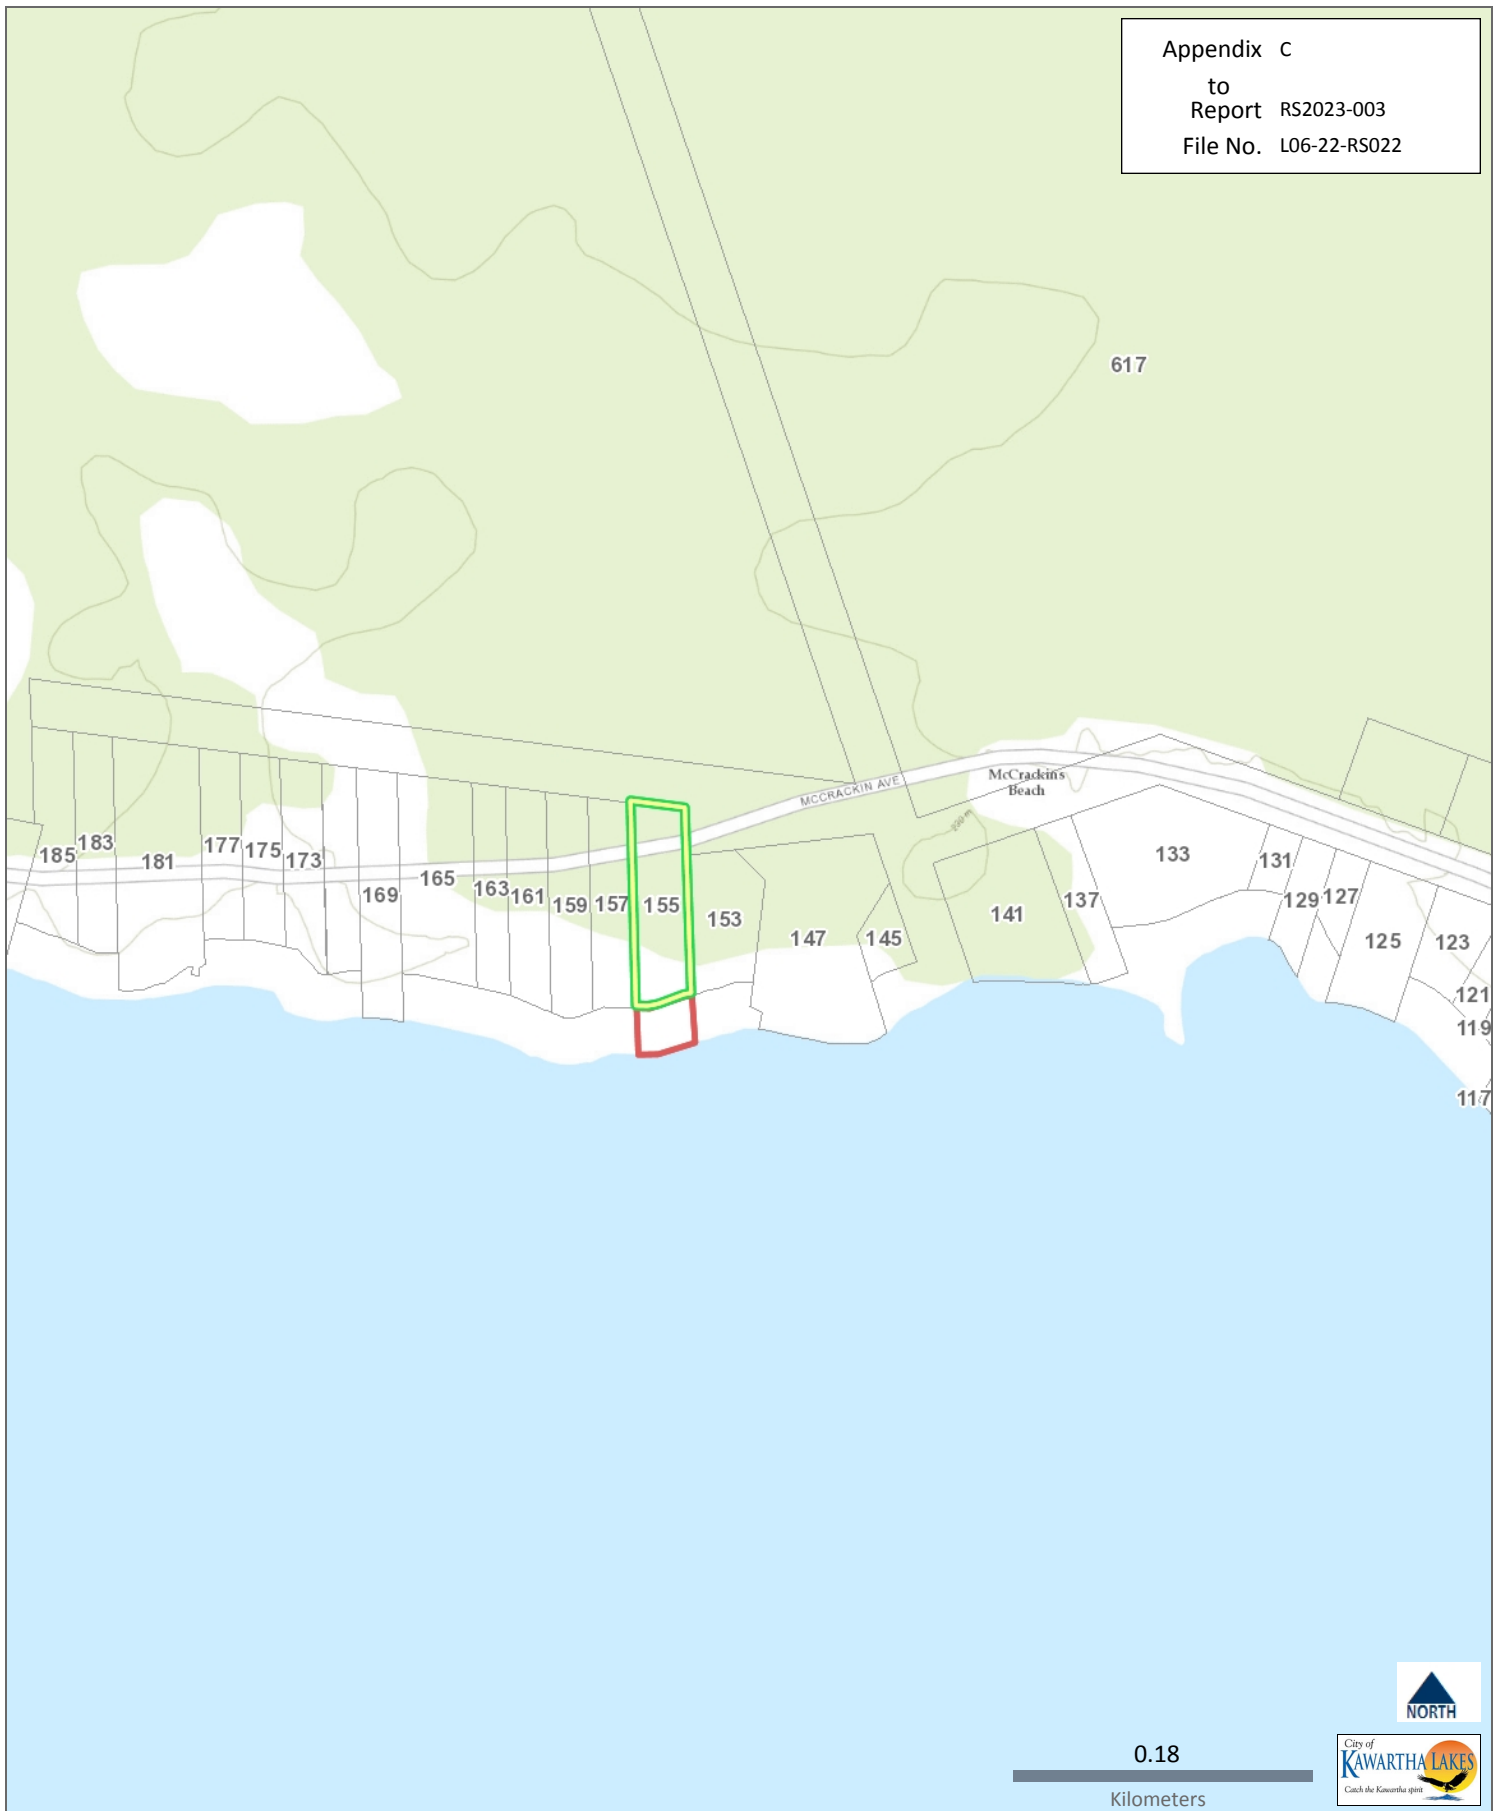 Appendix C
to
Report RS2023-003
File No. L06-22-RS022
617
MCCRACKIN AVE
McCrackin's
Beach
230 m
185
183
181
177
175
173
169
165
163
161
159
157
155
153
147
145
141
137
133
131
129
127
125
123
121
119
117
NORTH
0.18
Kilometers
City of
KAWARTHA LAKES
Catch the Kawartha spirit